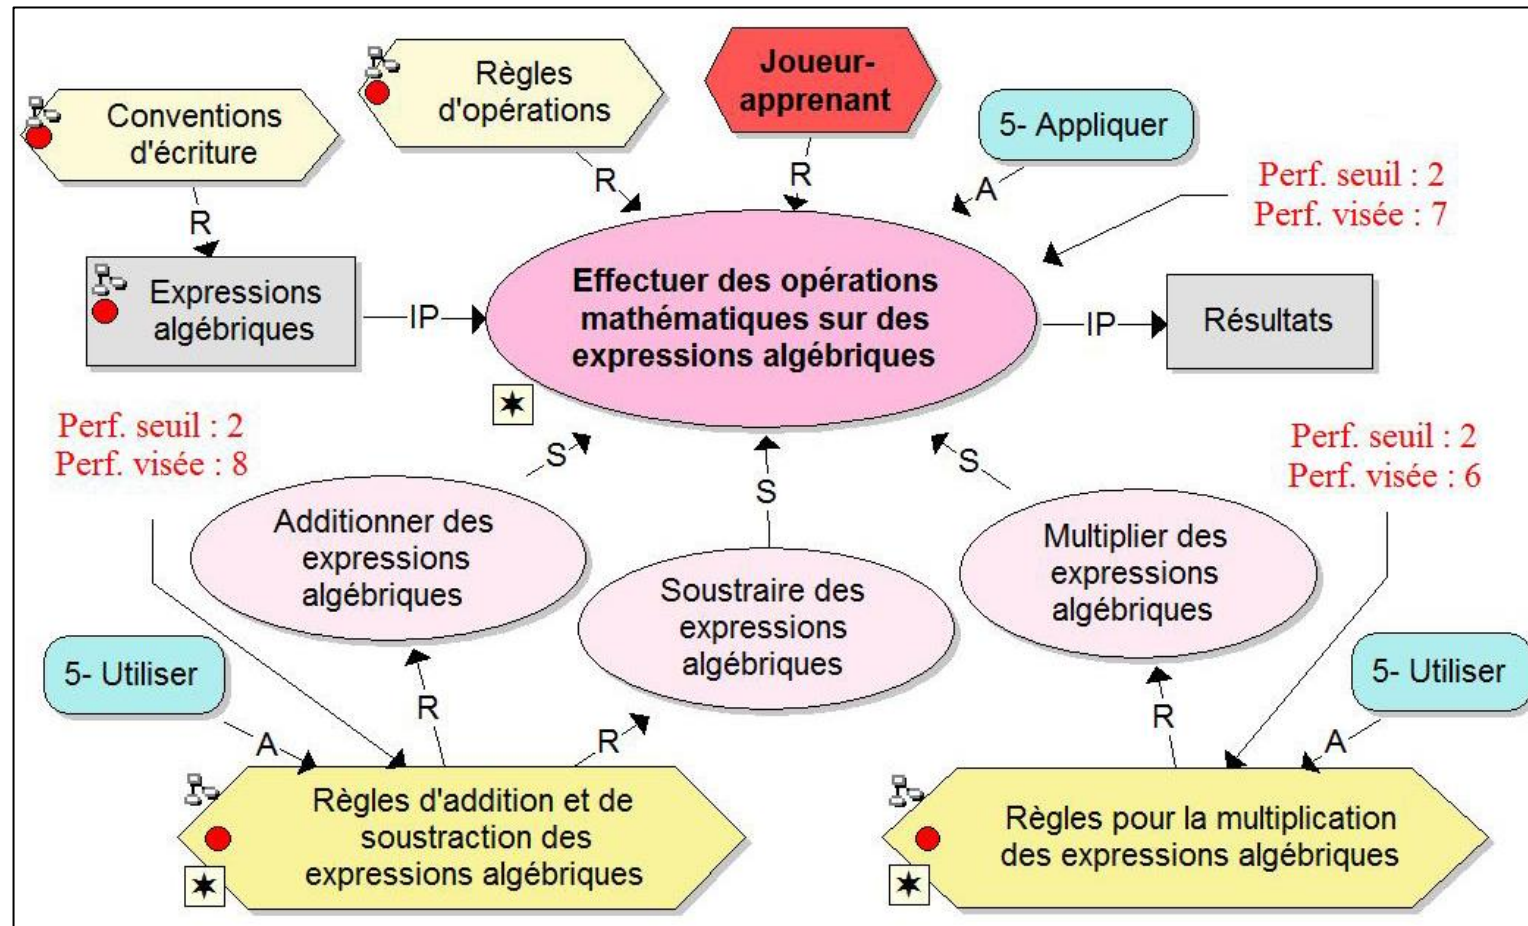 Règles
d'opérations
Joueur-
apprenant
Conventions
d'écriture
5- Appliquer
R
R
A
Perf. seuil : 2
Perf. visée : 7
R
Expressions
algébriques
IP
Effectuer des opérations
mathématiques sur des
expressions algébriques
IP
Résultats
Perf. seuil : 2
Perf. visée : 8
S
S
S
Perf. seuil : 2
Perf. visée : 6
Additionner des
expressions
algébriques
Soustraire des
expressions
algébriques
Multiplier des
expressions
algébriques
5- Utiliser
5- Utiliser
A
R
R
R
A
Règles d'addition et de
soustraction des
expressions algébriques
Règles pour la multiplication
des expressions algébriques